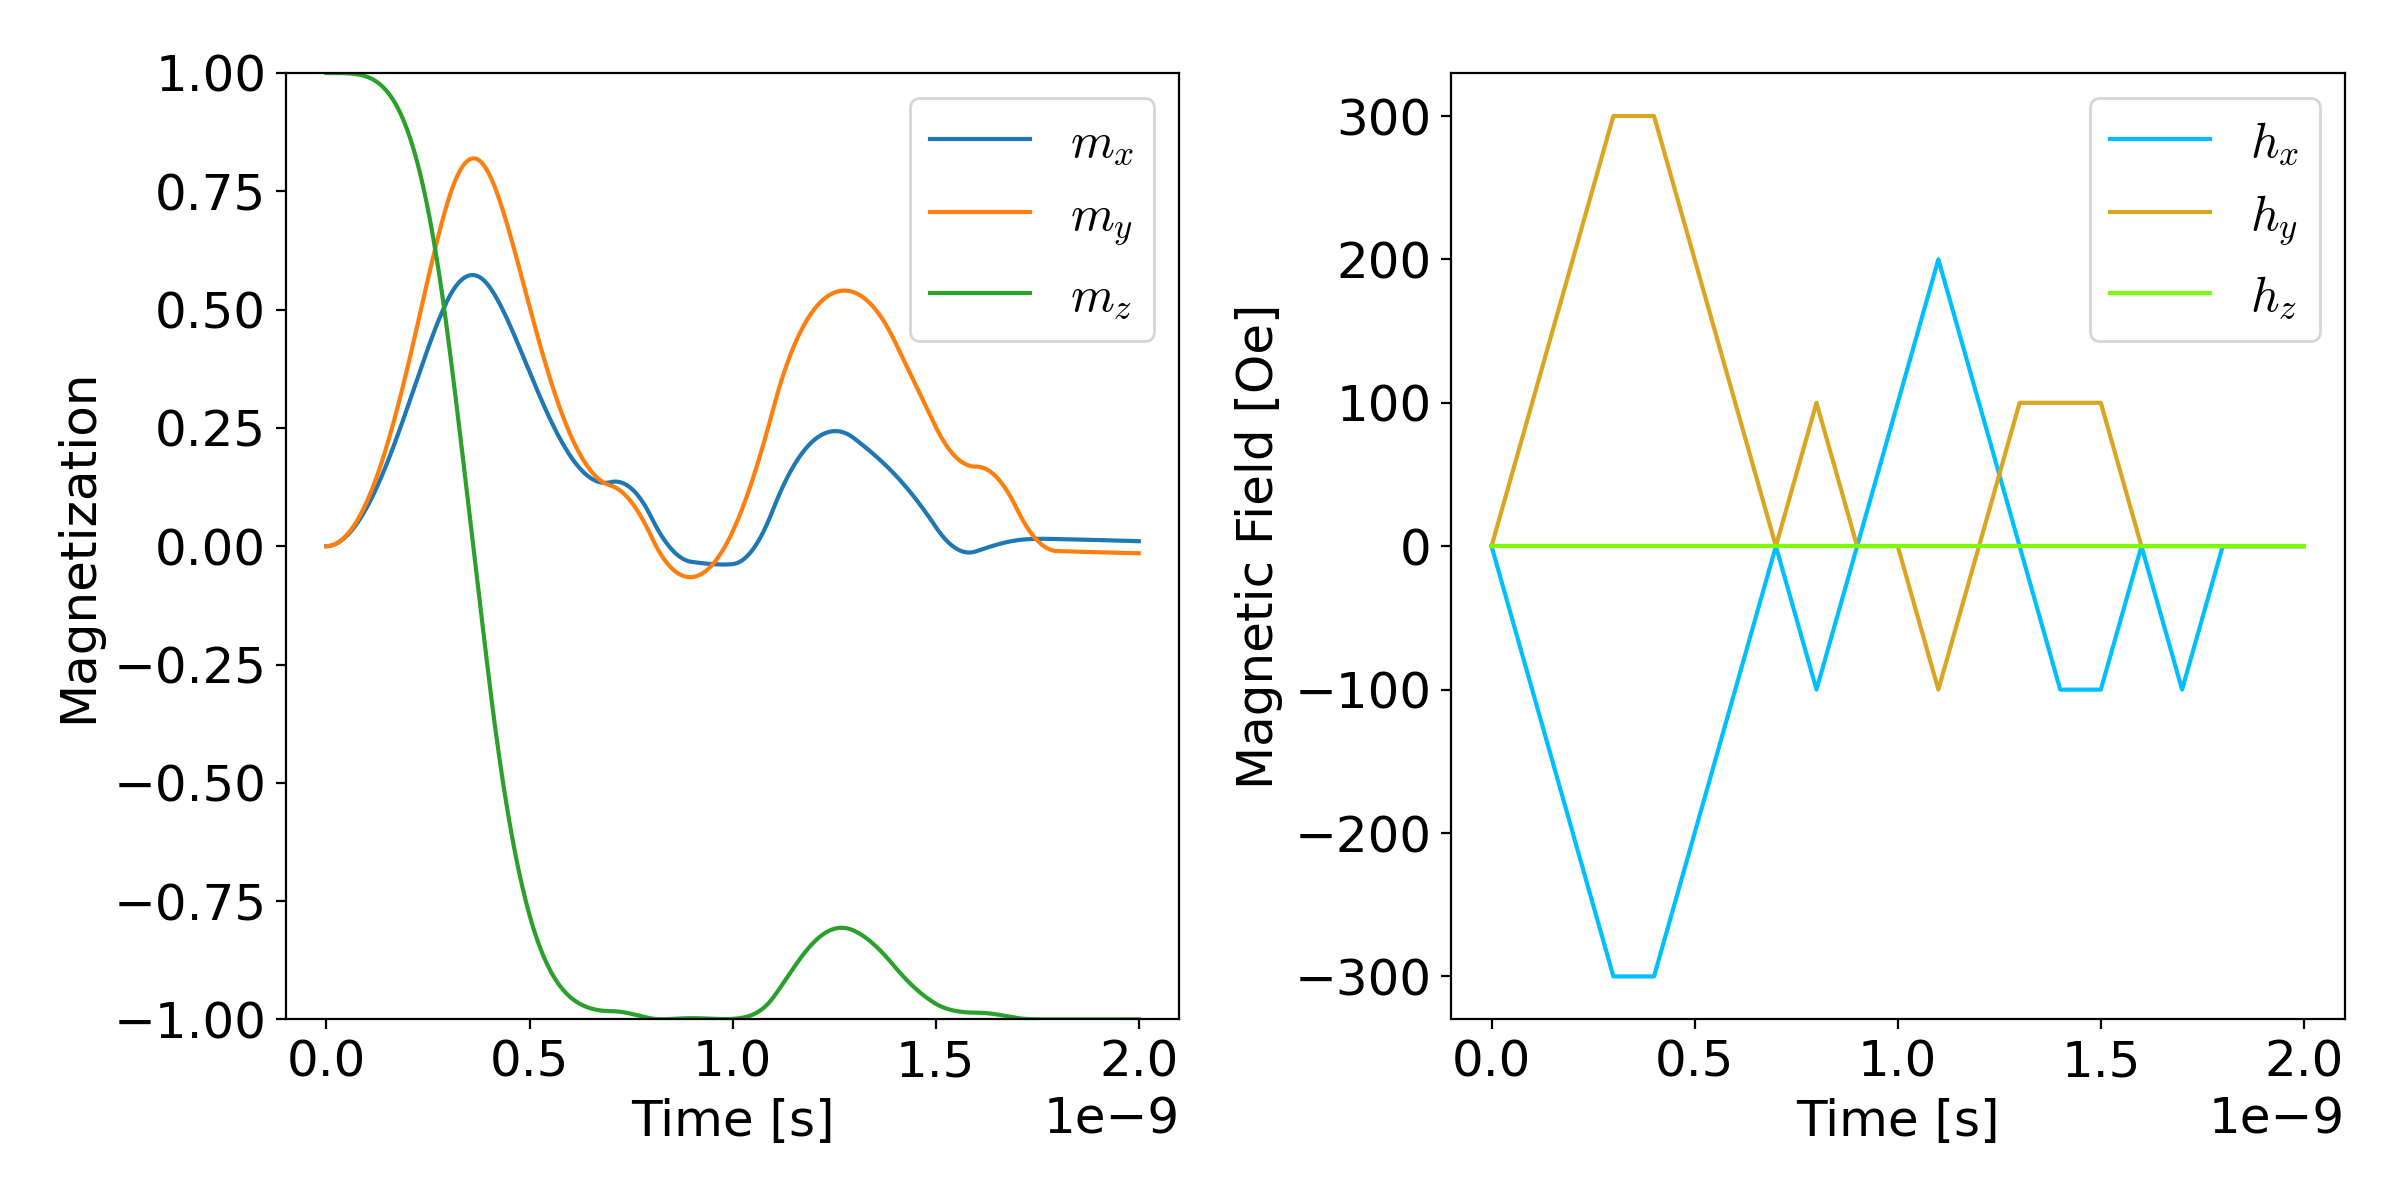 1.00
0.75
0.50
0.25
0.00
−0.25
−0.50
−0.75
−1.00
Magnetization
0.0 0.5 1.0 1.5 2.0
Time [s]
1e−9
m_x
m_y
m_z
300
200
100
0
−100
−200
−300
Magnetic Field [Oe]
0.0 0.5 1.0 1.5 2.0
Time [s]
1e−9
h_x
h_y
h_z